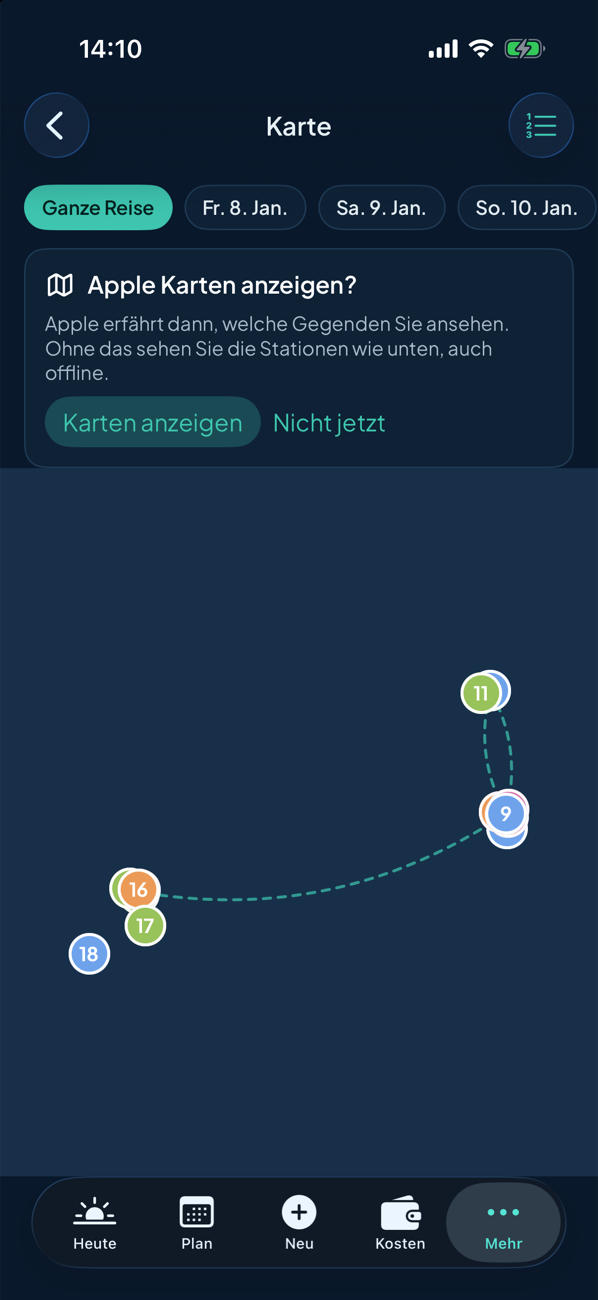 14:10
Karte
Ganze Reise
Fr. 8. Jan.
Sa. 9. Jan.
So. 10. Jan.
Apple Karten anzeigen?
Apple erfährt dann, welche Gegenden Sie ansehen.
Ohne das sehen Sie die Stationen wie unten, auch
offline.
Karten anzeigen
Nicht jetzt
11
9
16
17
18
Heute
Plan
Neu
Kosten
Mehr